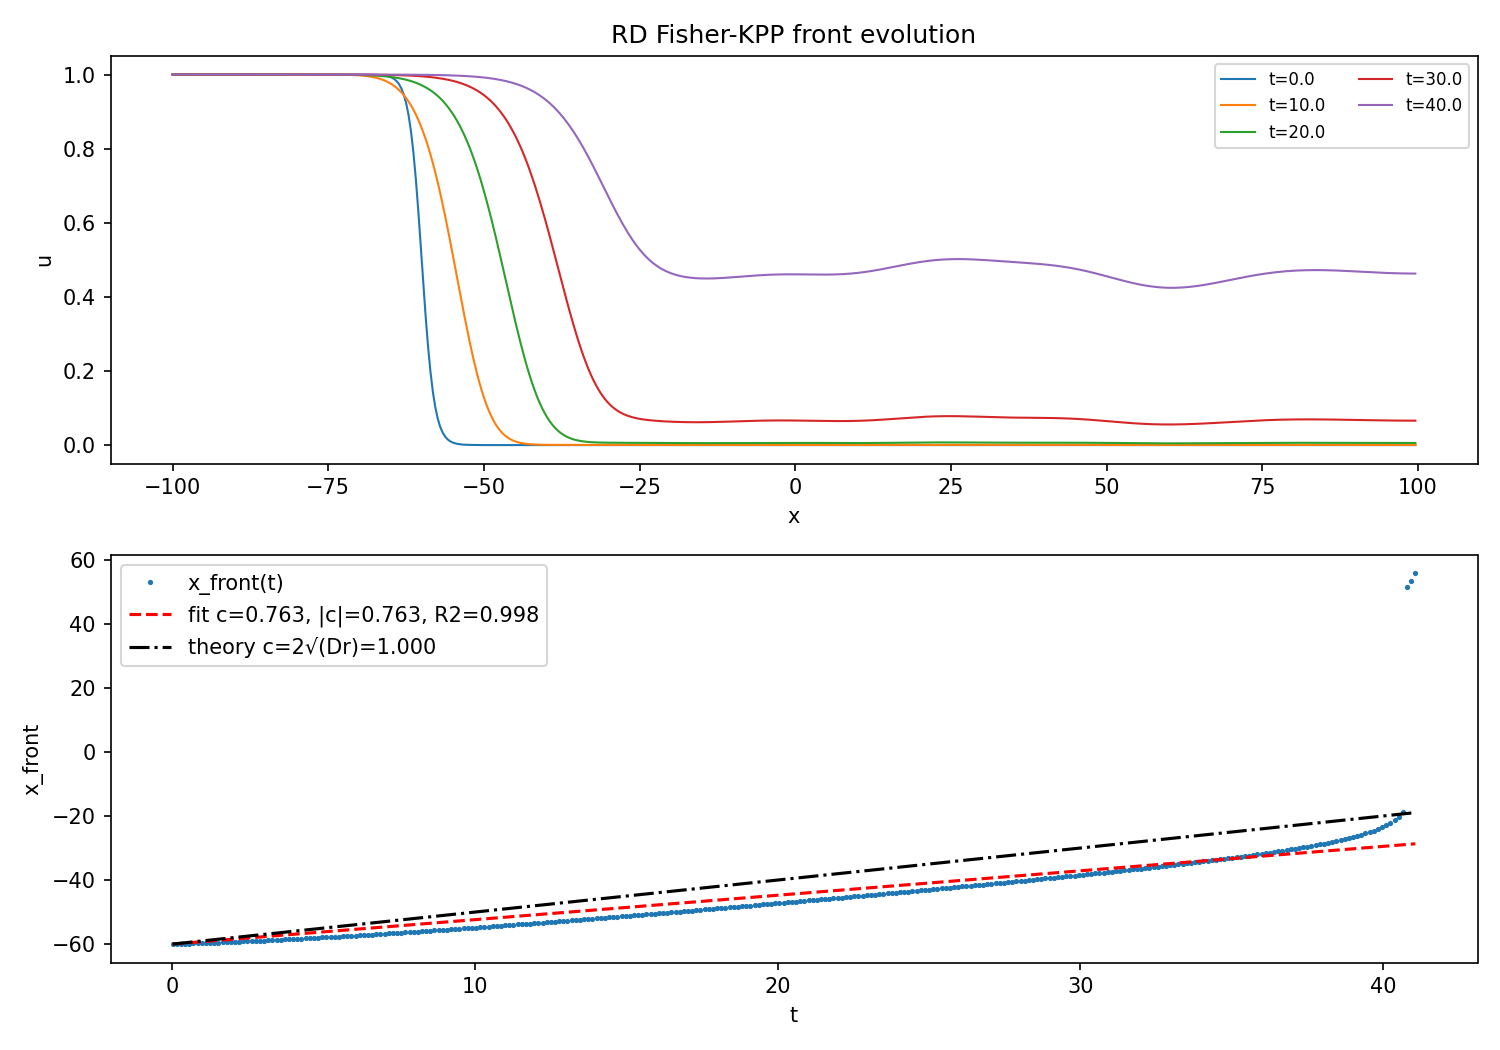 RD Fisher-KPP front evolution
1.0
0.8
0.6
0.4
0.2
0.0
u
t=0.0
t=10.0
t=20.0
t=30.0
t=40.0
−100
−75
−50
−25
0
25
50
75
100
x
60
40
20
0
−20
−40
−60
x_front
x_front(t)
fit c=0.763, |c|=0.763, R2=0.998
theory c=2√(Dr)=1.000
0
10
20
30
40
t